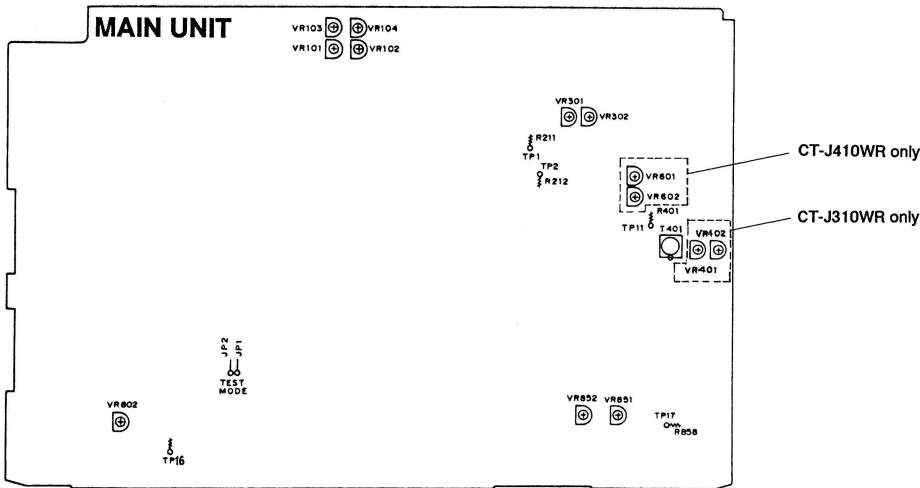 MAIN UNIT
VR103
VR104
VR101
VR102
VR301
VR302
R211
TP1
TP2
R212
CT-J410WR only
VR601
VR602
R401
TP11
T401
VR402
VR401
CT-J310WR only
JP2
JP1
TEST
MODE
VR802
TP16
VR852
VR851
TP17
R858